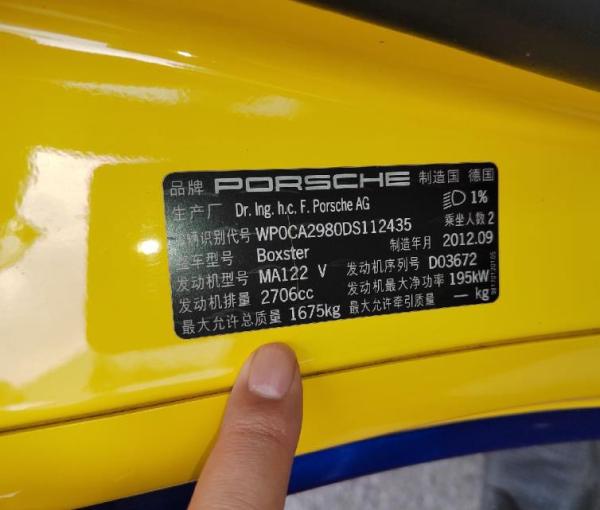 品牌 PORSCHE 制造国 德国
生产厂 Dr. Ing. h.c. F. Porsche AG 1%
车辆识别代号 WP0CA2980DS112435 乘坐人数 2
整车型号 Boxster 制造年月 2012.09
发动机型号 MA122 V 发动机序列号 D03672
发动机排量 2706cc 发动机最大净功率 195kW
最大允许总质量 1675kg 最大允许牵引质量 — kg